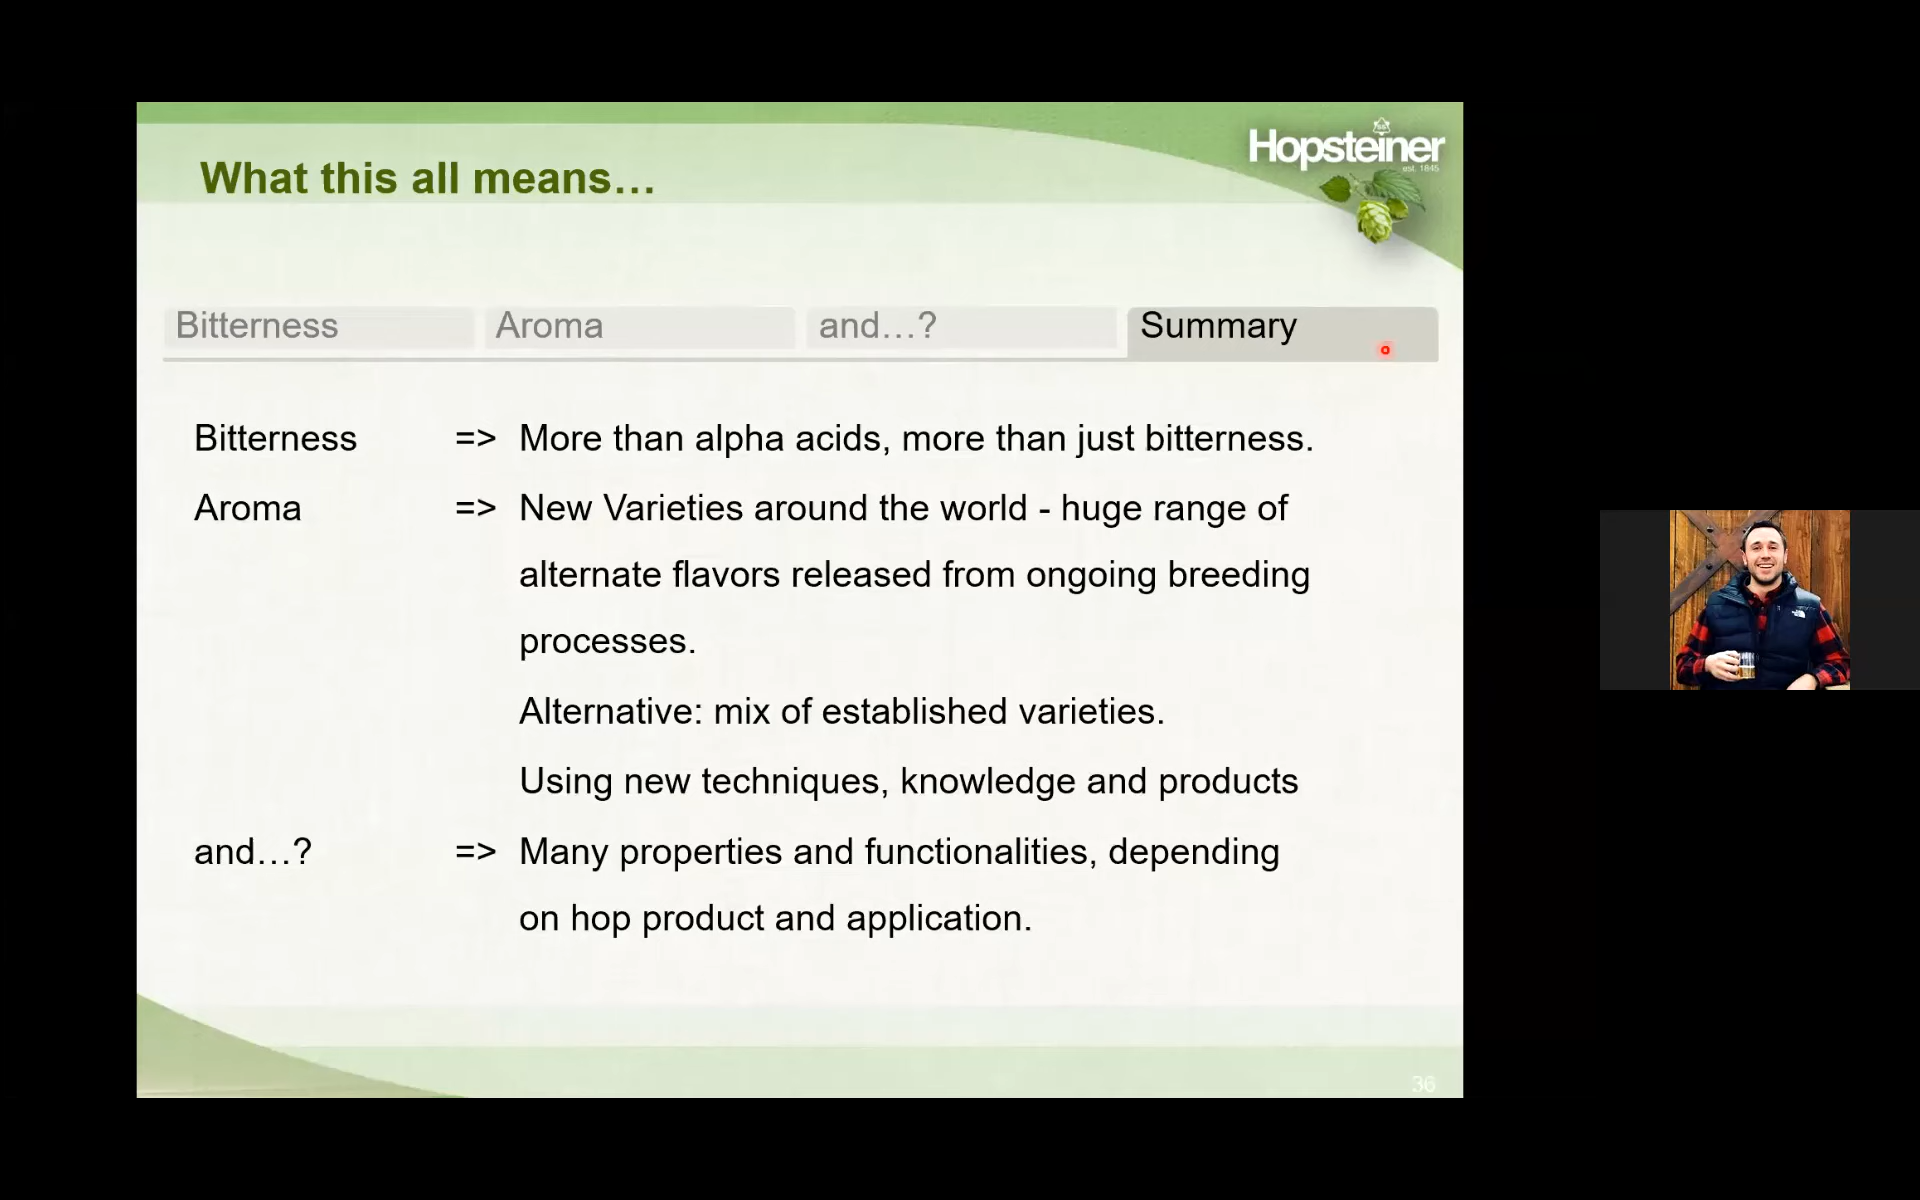 What this all means…
Hopsteiner
est. 1845
Bitterness
Aroma
and…?
Summary
Bitterness => More than alpha acids, more than just bitterness.
Aroma => New Varieties around the world - huge range of
alternate flavors released from ongoing breeding
processes.
Alternative: mix of established varieties.
Using new techniques, knowledge and products
and…? => Many properties and functionalities, depending
on hop product and application.
36